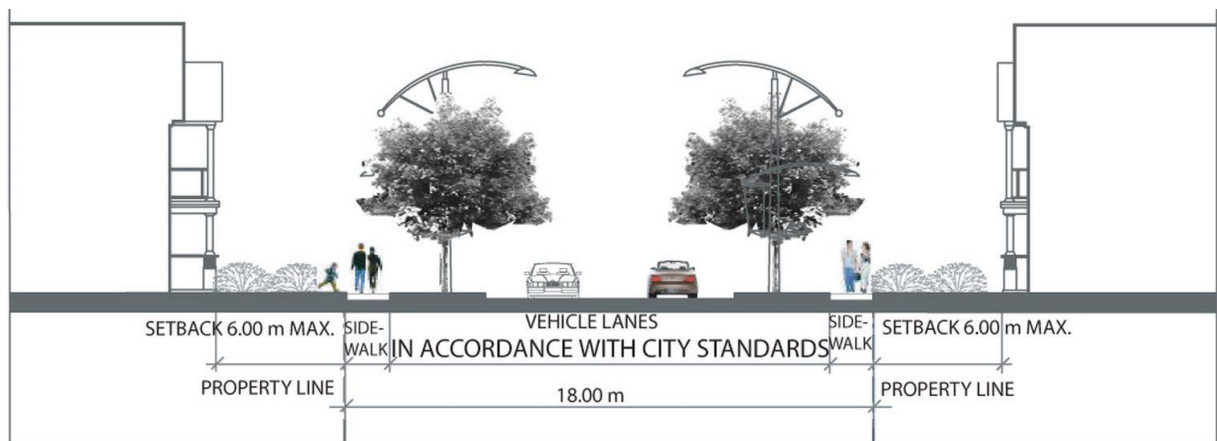 SETBACK 6.00 m MAX.
SIDE-
WALK
VEHICLE LANES
IN ACCORDANCE WITH CITY STANDARDS
SIDE-
WALK
SETBACK 6.00 m MAX.
PROPERTY LINE
18.00 m
PROPERTY LINE